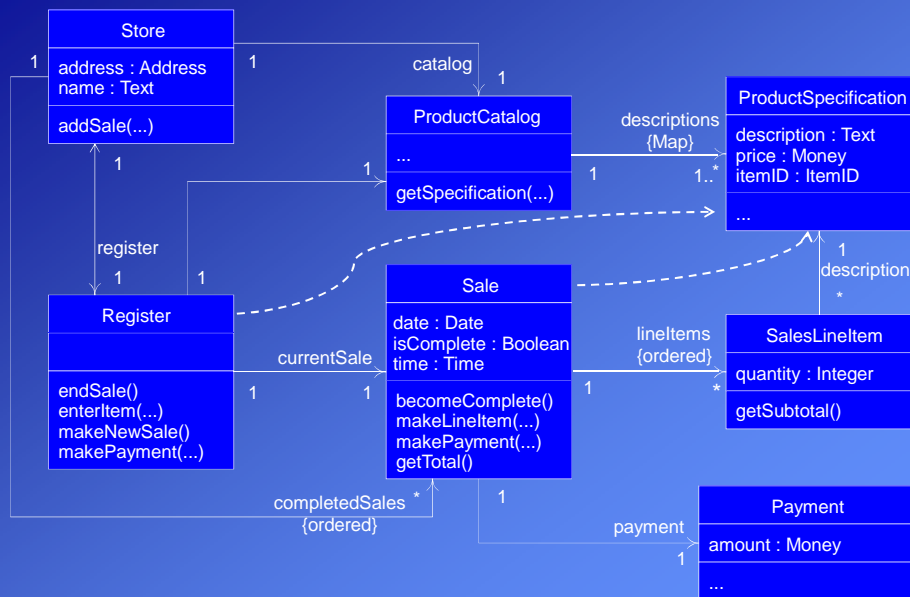 Store
address : Address
name : Text
addSale(...)
1
1
1
catalog
1
ProductCatalog
...
getSpecification(...)
1
1
descriptions
{Map}
1..*
ProductSpecification
description : Text
price : Money
itemID : ItemID
...
register
1
1
Register
endSale()
enterItem(...)
makeNewSale()
makePayment(...)
currentSale
1
1
Sale
date : Date
isComplete : Boolean
time : Time
becomeComplete()
makeLineItem(...)
makePayment(...)
getTotal()
lineItems
{ordered}
1
*
1
description
*
SalesLineItem
quantity : Integer
getSubtotal()
completedSales
*
{ordered}
1
payment
1
Payment
amount : Money
...